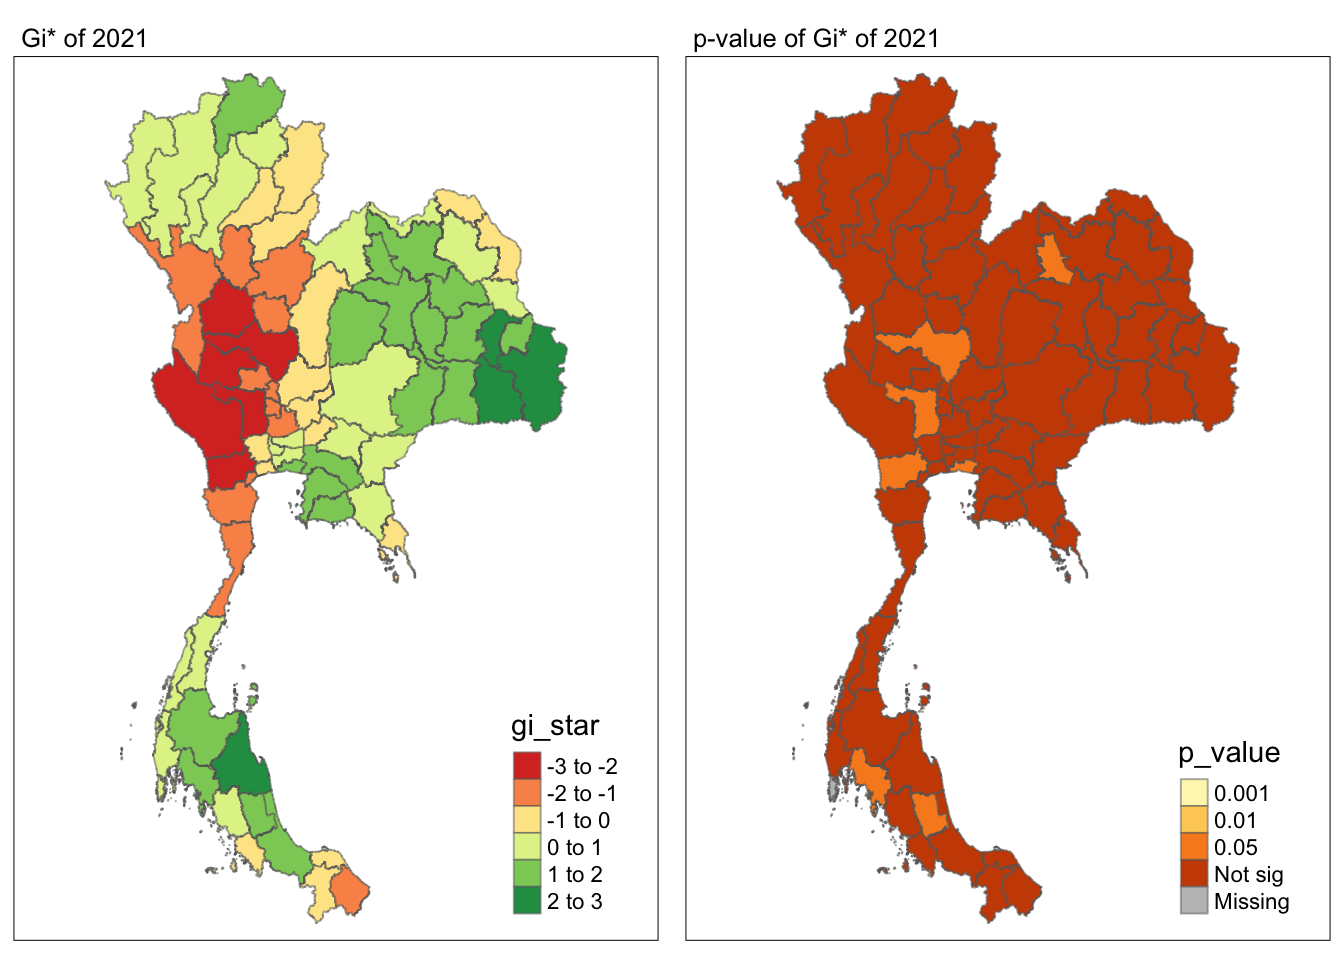 Gi* of 2021
gi_star
-3 to -2
-2 to -1
-1 to 0
0 to 1
1 to 2
2 to 3
p-value of Gi* of 2021
p_value
0.001
0.01
0.05
Not sig
Missing